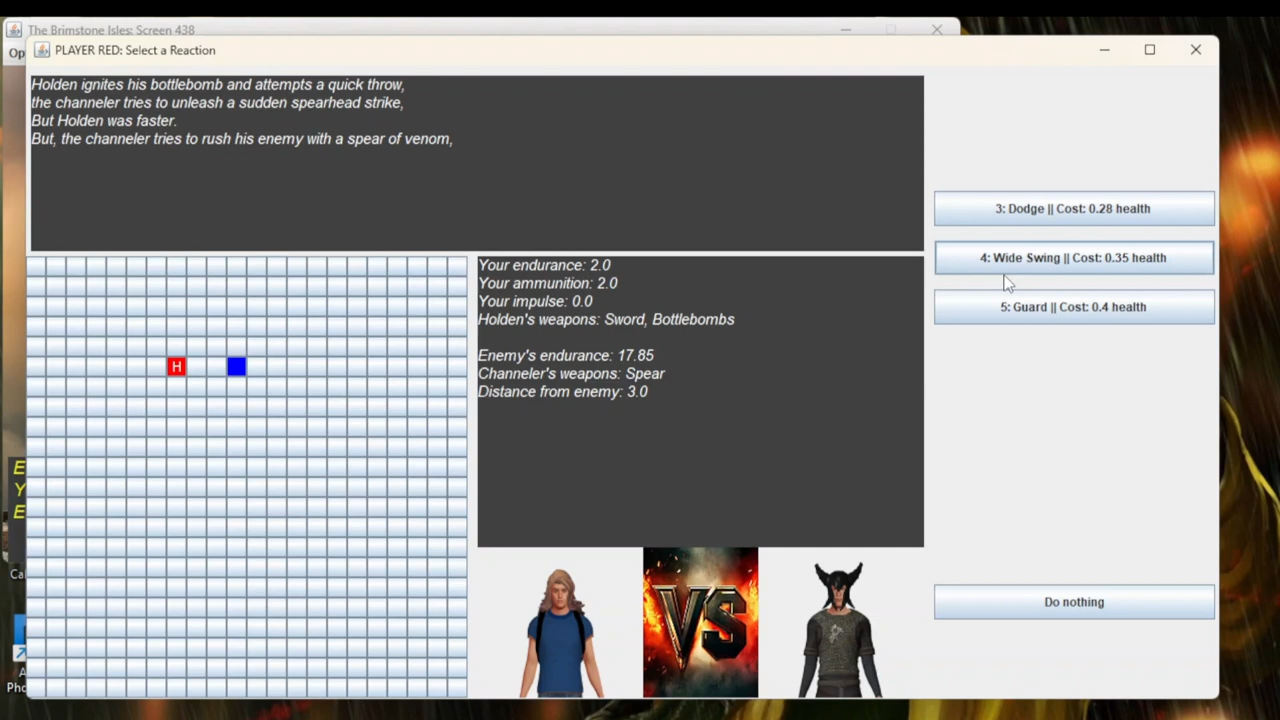 The Brimstone Isles: Screen 438
Op
PLAYER RED: Select a Reaction
Holden ignites his bottlebomb and attempts a quick throw,
the channeler tries to unleash a sudden spearhead strike,
But Holden was faster.
But, the channeler tries to rush his enemy with a spear of venom,
3: Dodge || Cost: 0.28 health
4: Wide Swing || Cost: 0.35 health
5: Guard || Cost: 0.4 health
Your endurance: 2.0
Your ammunition: 2.0
Your impulse: 0.0
Holden's weapons: Sword, Bottlebombs
Enemy's endurance: 17.85
Channeler's weapons: Spear
Distance from enemy: 3.0
H
E
Y
E
Ca
A
Pho
VS
Do nothing